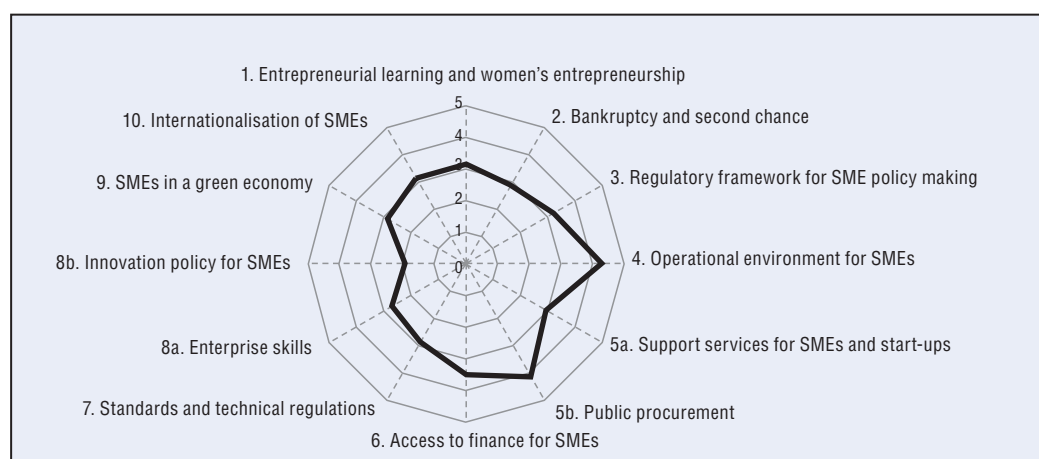 1. Entrepreneurial learning and women's entrepreneurship
2. Bankruptcy and second chance
3. Regulatory framework for SME policy making
4. Operational environment for SMEs
5a. Support services for SMEs and start-ups
5b. Public procurement
6. Access to finance for SMEs
7. Standards and technical regulations
8a. Enterprise skills
8b. Innovation policy for SMEs
9. SMEs in a green economy
10. Internationalisation of SMEs
5
4
3
2
1
0